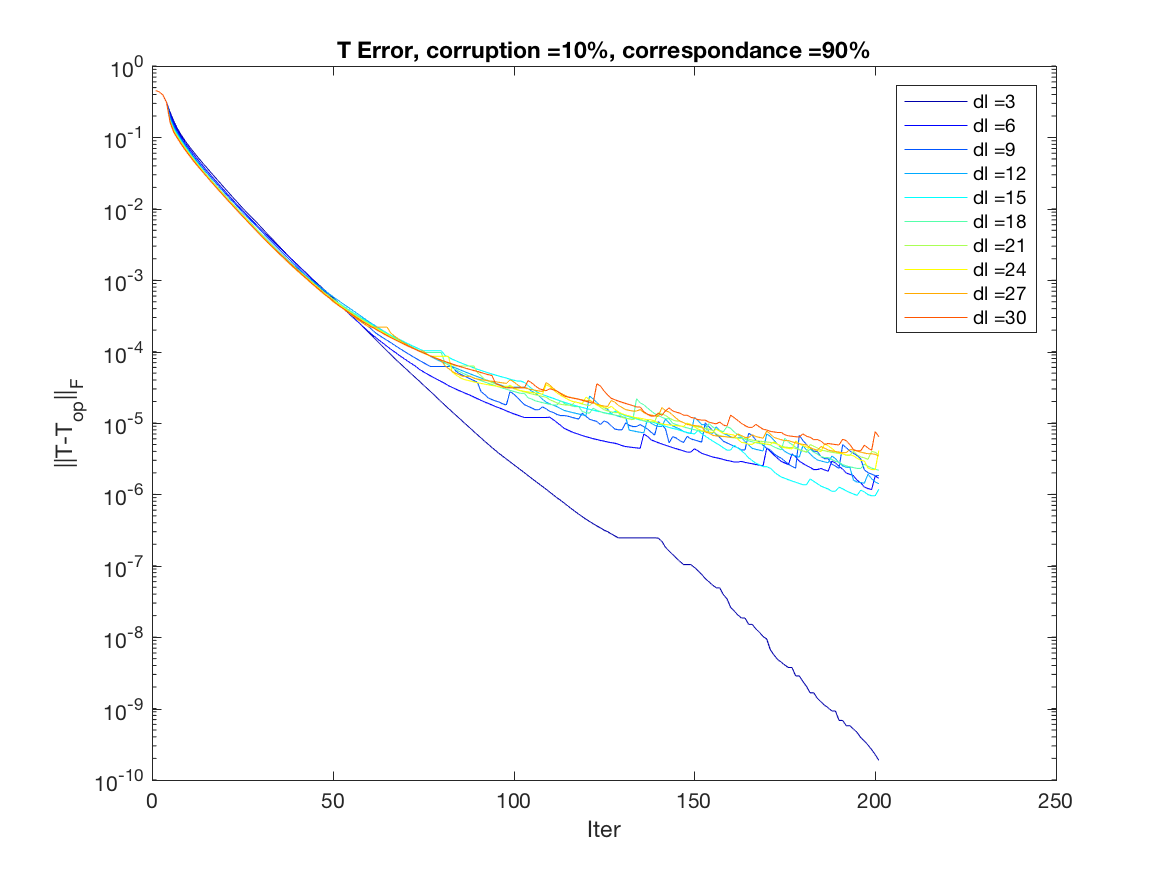 T Error, corruption =10%, correspondance =90%
10^0
10^-1
10^-2
10^-3
10^-4
10^-5
10^-6
10^-7
10^-8
10^-9
10^-10
||T-T_op||_F
dl =3
dl =6
dl =9
dl =12
dl =15
dl =18
dl =21
dl =24
dl =27
dl =30
0 50 100 150 200 250
Iter